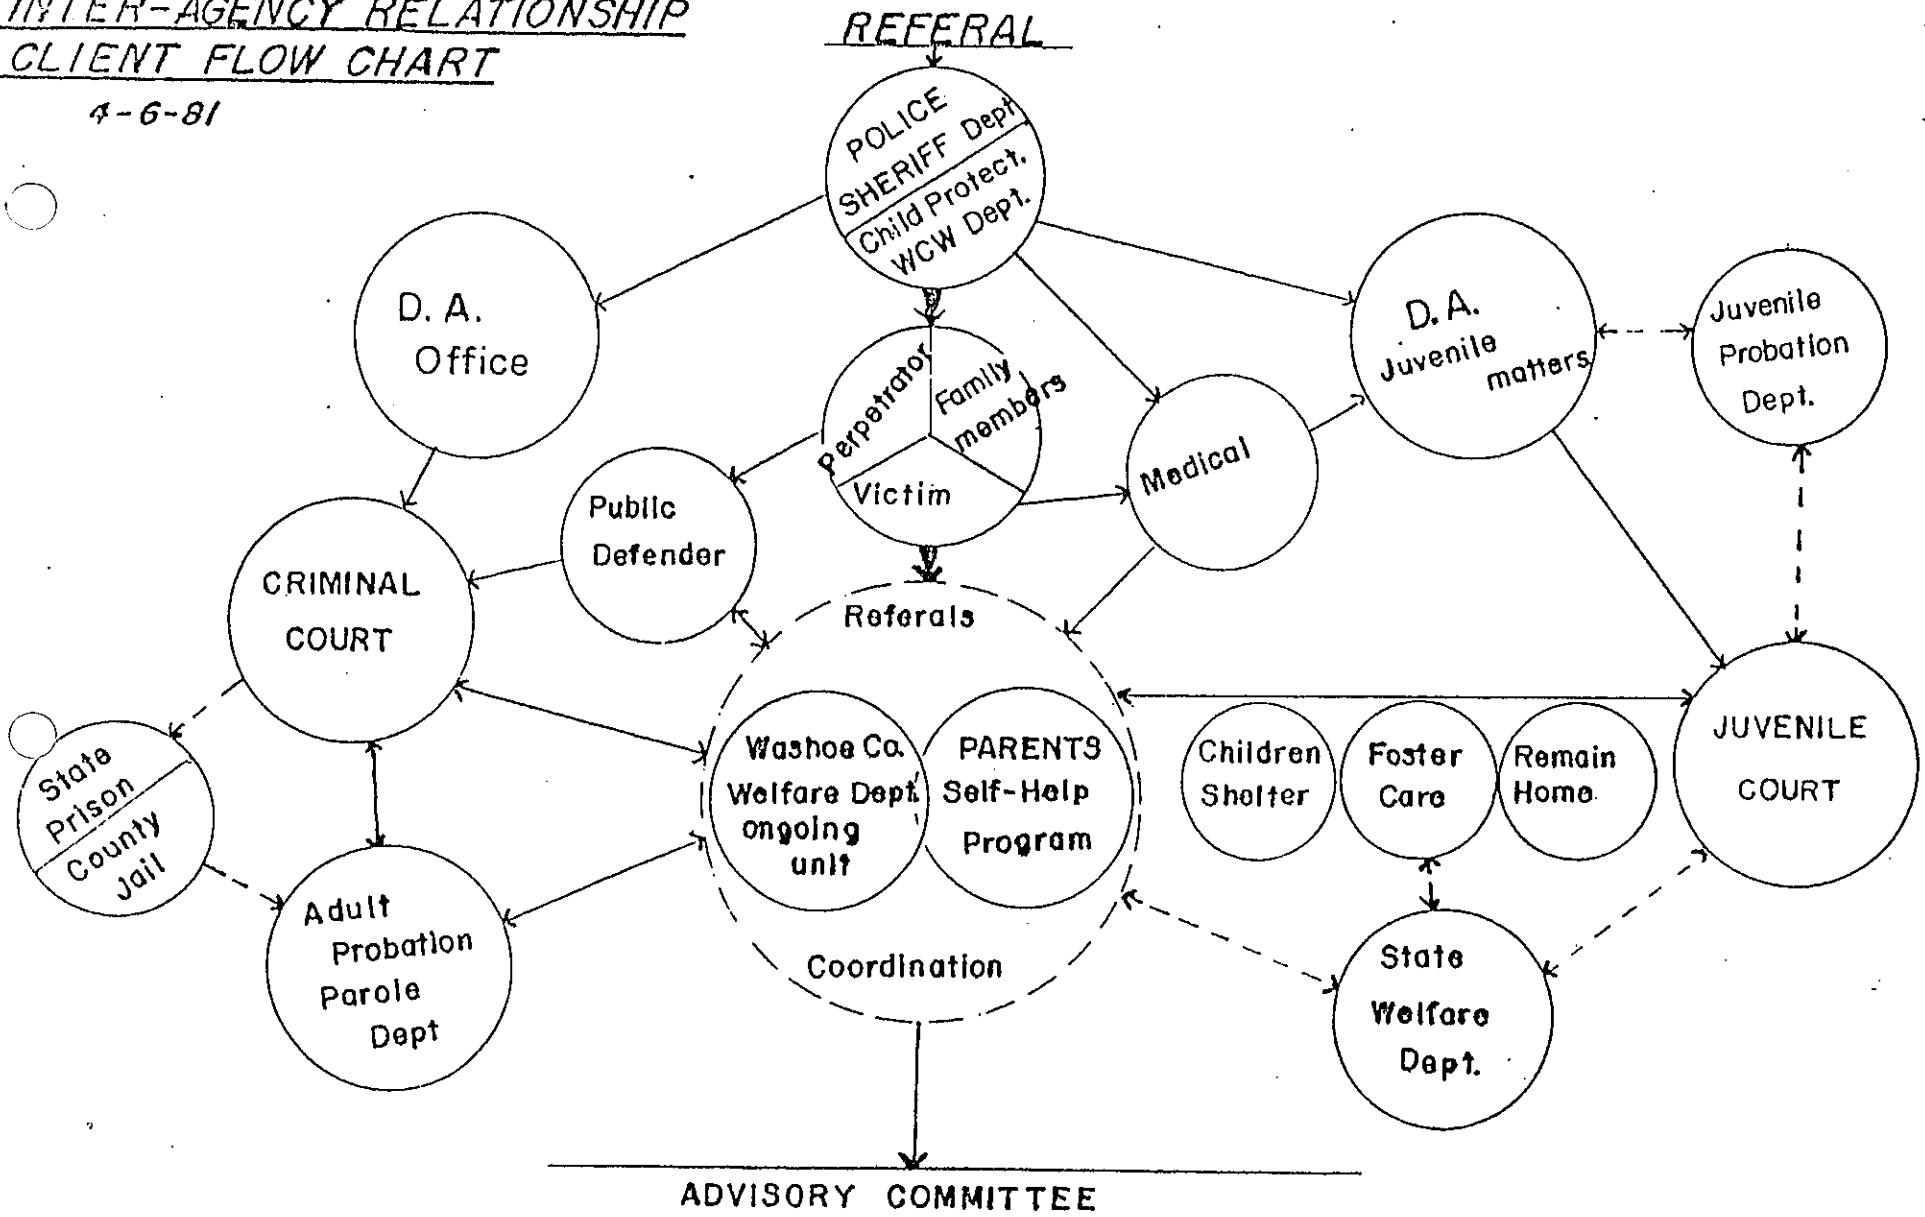 INTER-AGENCY RELATIONSHIP
CLIENT FLOW CHART
4-6-81
REFERAL
POLICE
SHERIFF Dept
Child Protect.
WCW Dept.
D. A.
Office
D. A.
Juvenile
matters
Juvenile
Probation
Dept.
Perpetrator
Family
members
Victim
Medical
Public
Defender
CRIMINAL
COURT
Referals
Washoe Co.
Welfare Dept.
ongoing
unit
PARENTS
Self-Help
Program
Coordination
Children
Shelter
Foster
Care
Remain
Home
JUVENILE
COURT
State
Prison
County
Jail
Adult
Probation
Parole
Dept
State
Welfare
Dept.
ADVISORY COMMITTEE